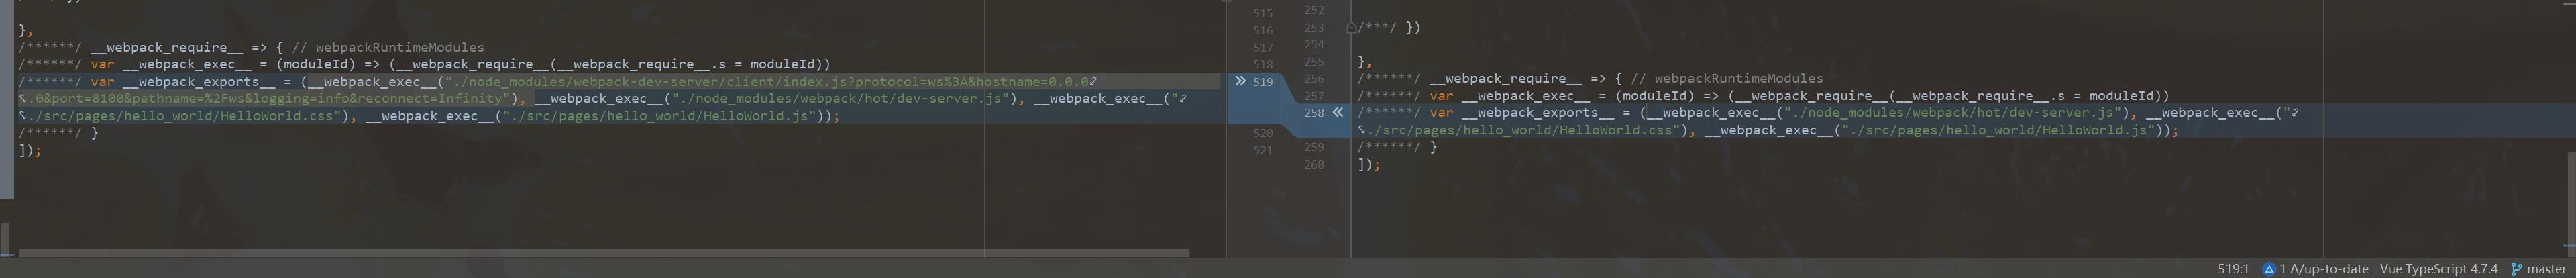 },
/******/ __webpack_require__ => { // webpackRuntimeModules
/******/ var __webpack_exec__ = (moduleId) => (__webpack_require__(__webpack_require__.s = moduleId))
/******/ var __webpack_exports__ = (__webpack_exec__("./node_modules/webpack-dev-server/client/index.js?protocol=ws%3A&hostname=0.0.0
.0&port=8100&pathname=%2Fws&logging=info&reconnect=Infinity"), __webpack_exec__("./node_modules/webpack/hot/dev-server.js"), __webpack_exec__("
./src/pages/hello_world/HelloWorld.css"), __webpack_exec__("./src/pages/hello_world/HelloWorld.js"));
/******/ }
]);
515
516
517
518
519
520
521
252
253 /***/ })
254
255 },
256 /******/ __webpack_require__ => { // webpackRuntimeModules
257 /******/ var __webpack_exec__ = (moduleId) => (__webpack_require__(__webpack_require__.s = moduleId))
258 /******/ var __webpack_exports__ = (__webpack_exec__("./node_modules/webpack/hot/dev-server.js"), __webpack_exec__("
./src/pages/hello_world/HelloWorld.css"), __webpack_exec__("./src/pages/hello_world/HelloWorld.js"));
259 /******/ }
260 ]);
519:1 1 Δ/up-to-date Vue TypeScript 4.7.4 master